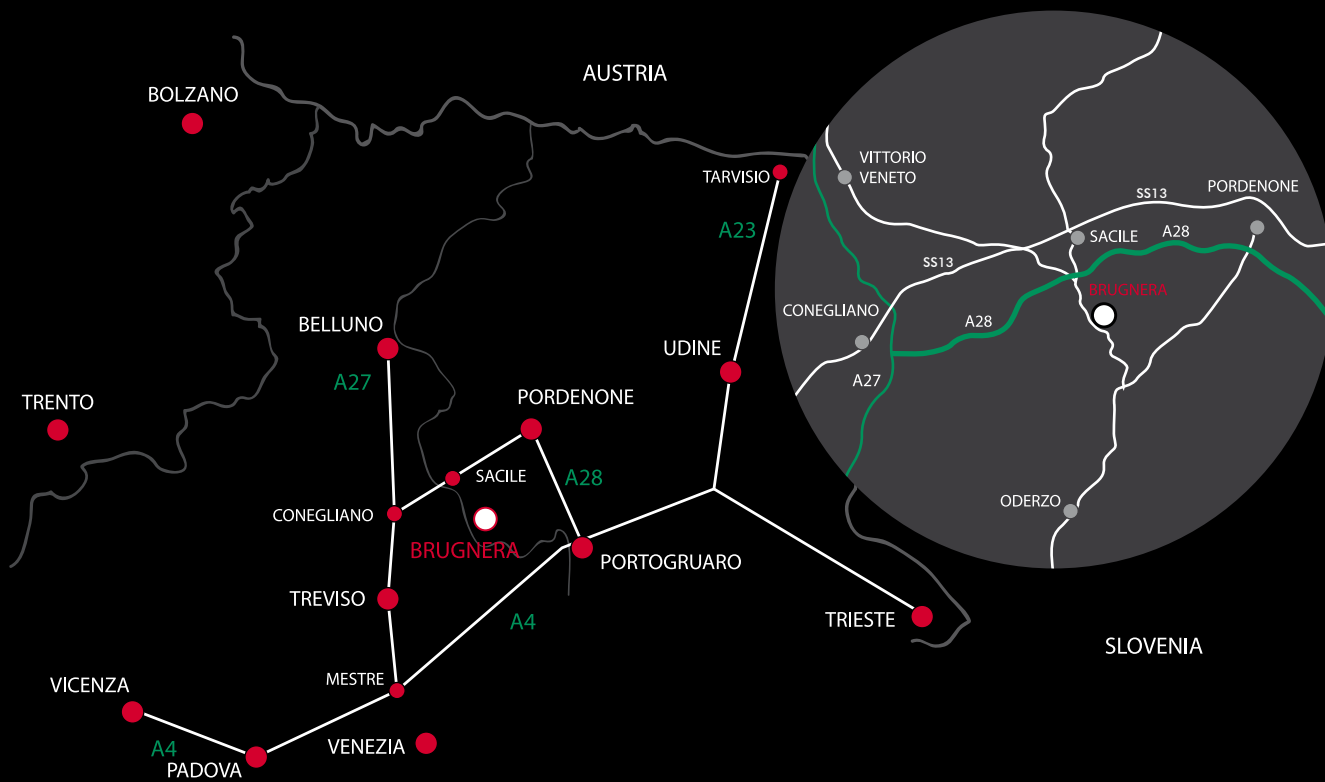 AUSTRIA
BOLZANO
TARVISIO
A23
BELLUNO
A27
UDINE
TRENTO
PORDENONE
SACILE
A28
CONEGLIANO
BRUGNERA
PORTOGRUARO
TREVISO
A4
TRIESTE
SLOVENIA
MESTRE
VICENZA
A4
PADOVA
VENEZIA
VITTORIO
VENETO
SS13
PORDENONE
SACILE
A28
SS13
BRUGNERA
CONEGLIANO
A28
A27
ODERZO